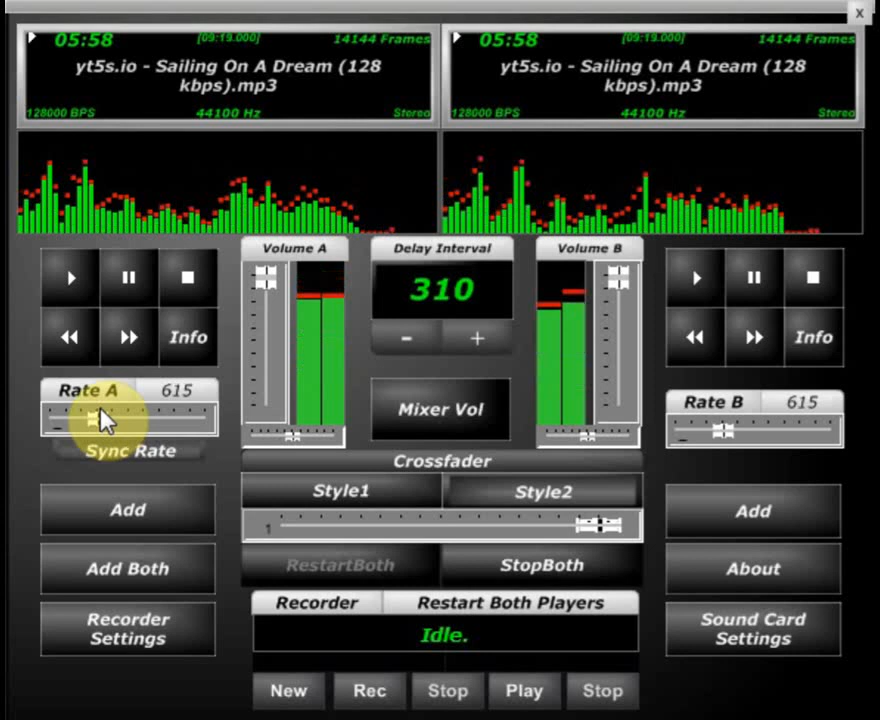 X
05:58 [09:19.000] 14144 Frames
yt5s.io - Sailing On A Dream (128
kbps).mp3
128000 BPS 44100 Hz Stereo
05:58 [09:19.000] 14144 Frames
yt5s.io - Sailing On A Dream (128
kbps).mp3
128000 BPS 44100 Hz Stereo
Volume A
Delay Interval
Volume B
310
- +
Info
Info
Rate A 615
Sync Rate
Mixer Vol
Rate B 615
Crossfader
Style1 Style2
1
RestartBoth StopBoth
Add
Add Both
Recorder
Settings
Add
About
Sound Card
Settings
Recorder Restart Both Players
Idle.
New Rec Stop Play Stop